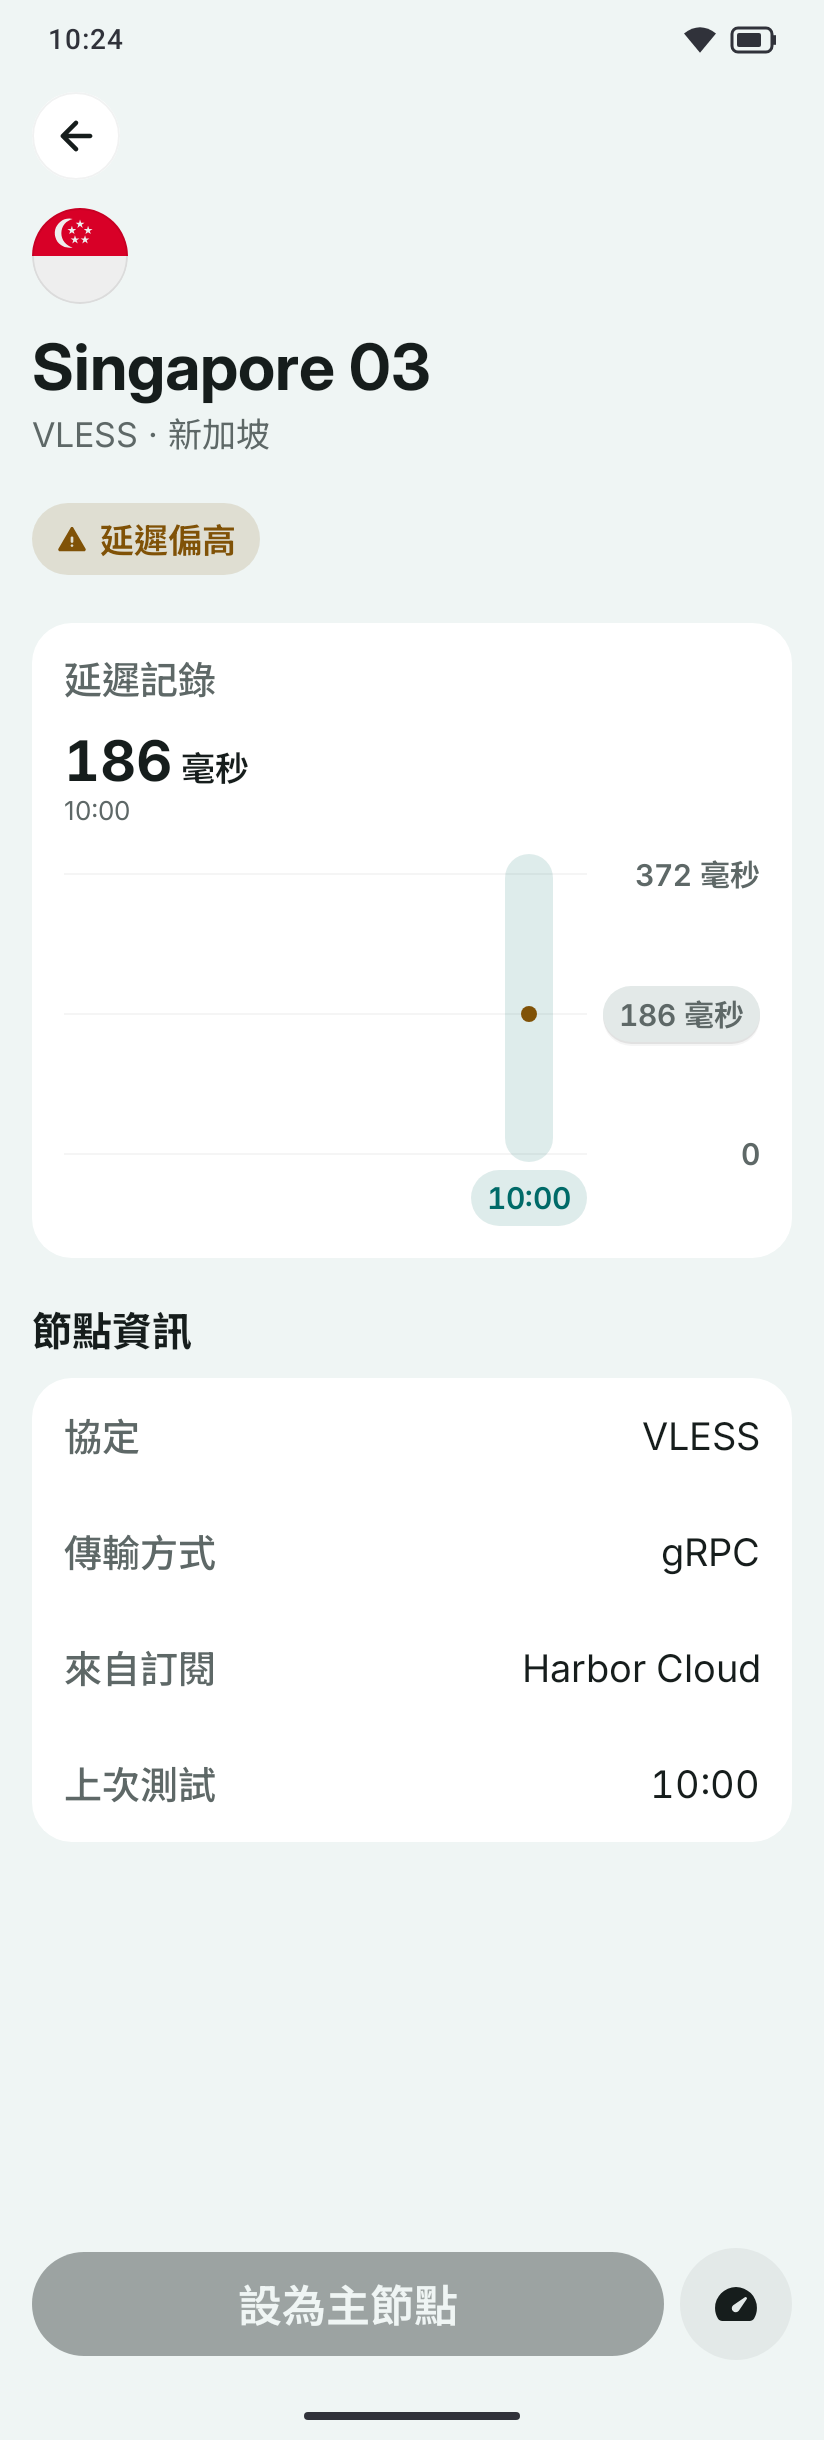 10:24
Singapore 03
VLESS · 新加坡
延遲偏高
延遲記錄
186 毫秒
10:00
372 毫秒
186 毫秒
0
10:00
節點資訊
協定 VLESS
傳輸方式 gRPC
來自訂閱 Harbor Cloud
上次測試 10:00
設為主節點